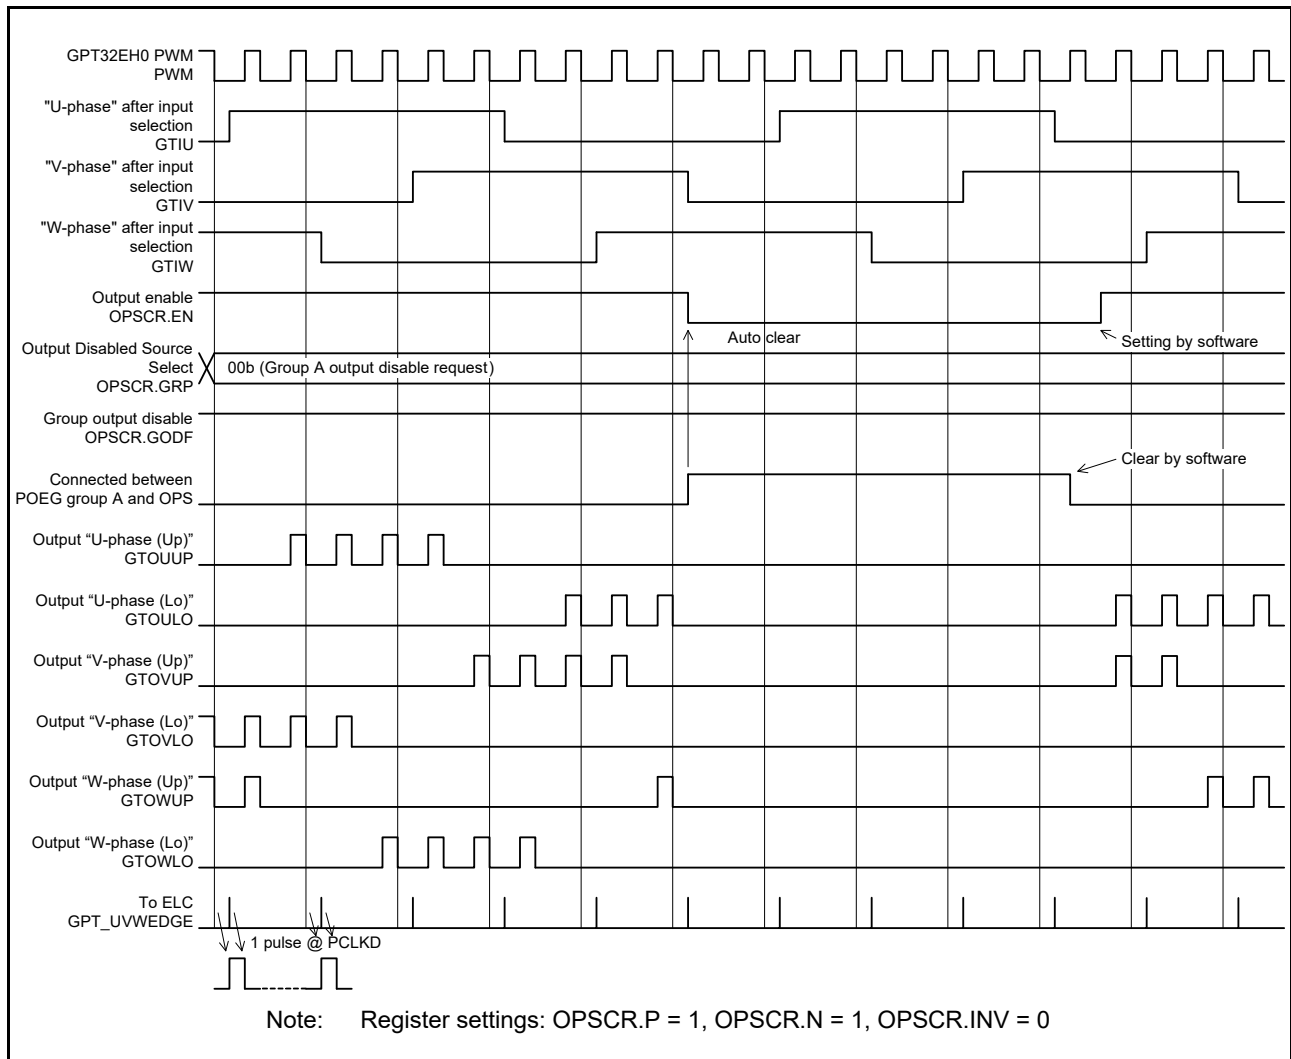 GPT32EH0 PWM
PWM
"U-phase" after input
selection
GTIU
"V-phase" after input
selection
GTIV
"W-phase" after input
selection
GTIW
Output enable
OPSCR.EN
Auto clear
Setting by software
Output Disabled Source
Select
OPSCR.GRP
00b (Group A output disable request)
Group output disable
OPSCR.GODF
Clear by software
Connected between
POEG group A and OPS
Output “U-phase (Up)”
GTOUUP
Output “U-phase (Lo)”
GTOULO
Output “V-phase (Up)”
GTOVUP
Output “V-phase (Lo)”
GTOVLO
Output “W-phase (Up)”
GTOWUP
Output “W-phase (Lo)”
GTOWLO
To ELC
GPT_UVWEDGE
1 pulse @ PCLKD
Note: Register settings: OPSCR.P = 1, OPSCR.N = 1, OPSCR.INV = 0